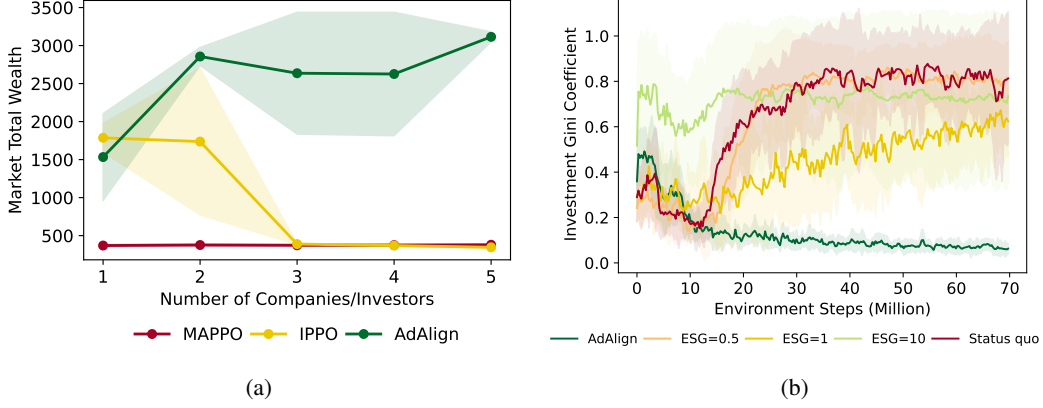 3500
3000
2500
2000
1500
1000
500
Market Total Wealth
1 2 3 4 5
Number of Companies/Investors
MAPPO IPPO AdAlign
(a)
1.0
0.8
0.6
0.4
0.2
0.0
Investment Gini Coefficient
0 10 20 30 40 50 60 70
Environment Steps (Million)
AdAlign ESG=0.5 ESG=1 ESG=10 Status quo
(b)